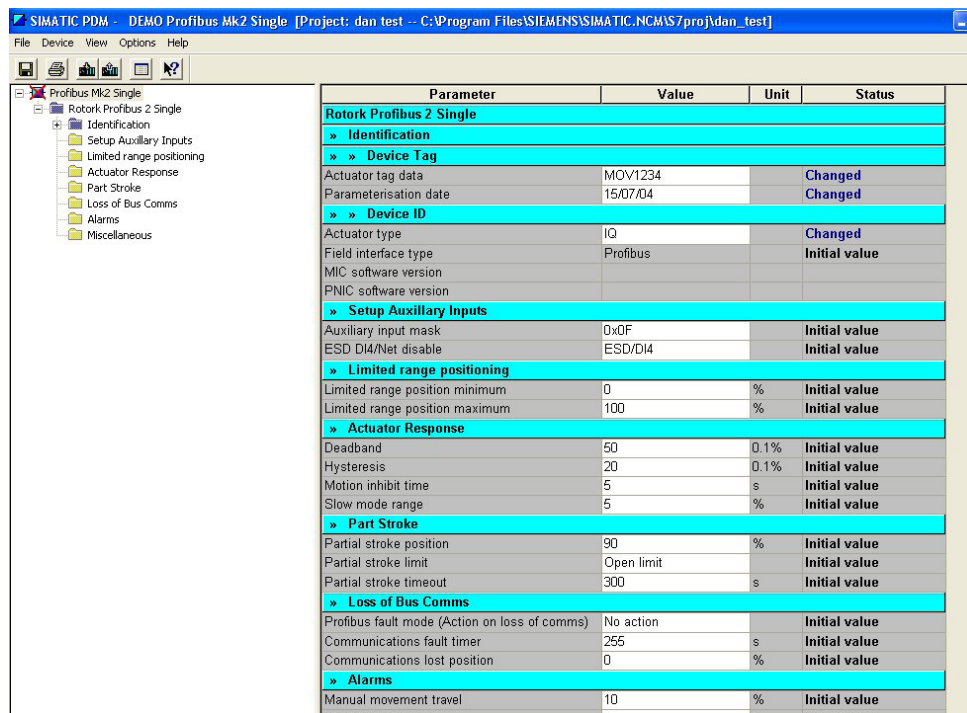 SIMATIC PDM - DEMO Profibus Mk2 Single [Project: dan test -- C:\Program Files\SIEMENS\SIMATIC.NCM\S7proj\dan_test]
File Device View Options Help
Profibus Mk2 Single
Rotork Profibus 2 Single
Identification
Setup Auxillary Inputs
Limited range positioning
Actuator Response
Part Stroke
Loss of Bus Comms
Alarms
Miscellaneous
Parameter Value Unit Status
Rotork Profibus 2 Single
» Identification
» » Device Tag
Actuator tag data MOV1234 Changed
Parameterisation date 15/07/04 Changed
» » Device ID
Actuator type IQ Changed
Field interface type Profibus Initial value
MIC software version
PNIC software version
» Setup Auxillary Inputs
Auxiliary input mask 0x0F Initial value
ESD DI4/Net disable ESD/DI4 Initial value
» Limited range positioning
Limited range position minimum 0 % Initial value
Limited range position maximum 100 % Initial value
» Actuator Response
Deadband 50 0.1% Initial value
Hysteresis 20 0.1% Initial value
Motion inhibit time 5 s Initial value
Slow mode range 5 % Initial value
» Part Stroke
Partial stroke position 90 % Initial value
Partial stroke limit Open limit Initial value
Partial stroke timeout 300 s Initial value
» Loss of Bus Comms
Profibus fault mode (Action on loss of comms) No action Initial value
Communications fault timer 255 s Initial value
Communications lost position 0 % Initial value
» Alarms
Manual movement travel 10 % Initial value